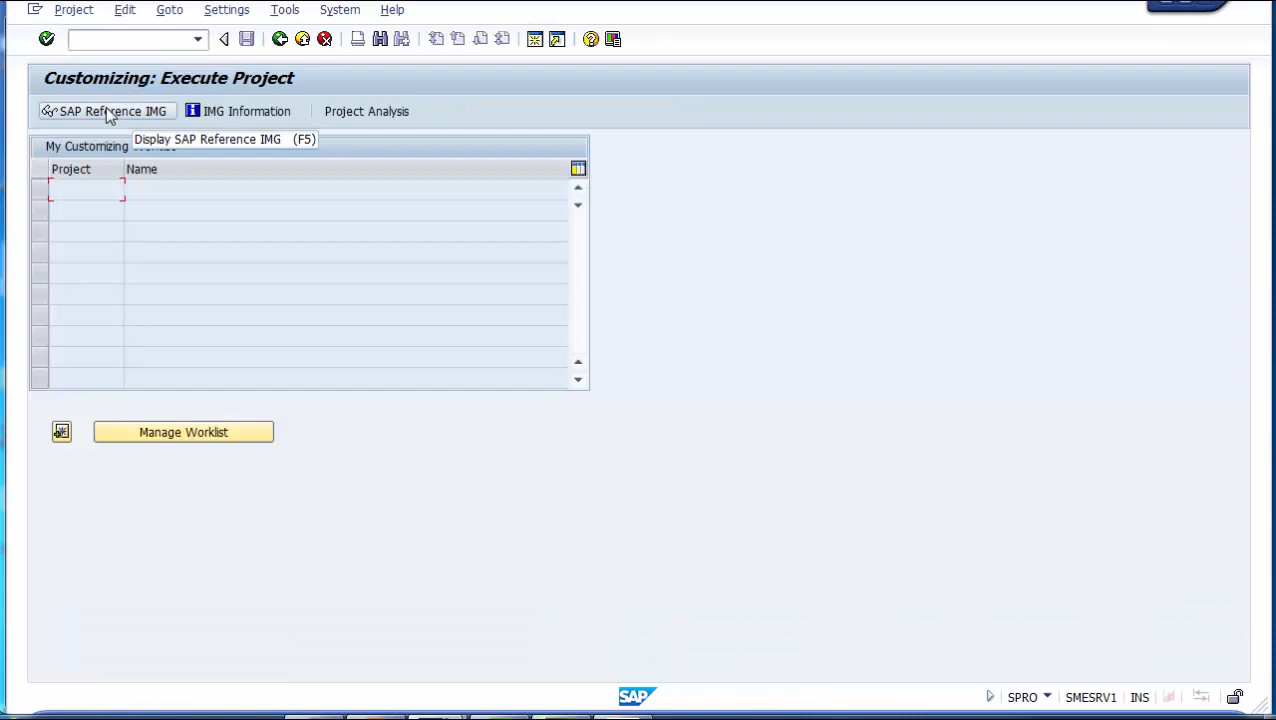 Project Edit Goto Settings Tools System Help
Customizing: Execute Project
SAP Reference IMG IMG Information Project Analysis
Display SAP Reference IMG (F5)
My Customizing
Project Name
Manage Worklist
SAP SPRO SMESRV1 INS